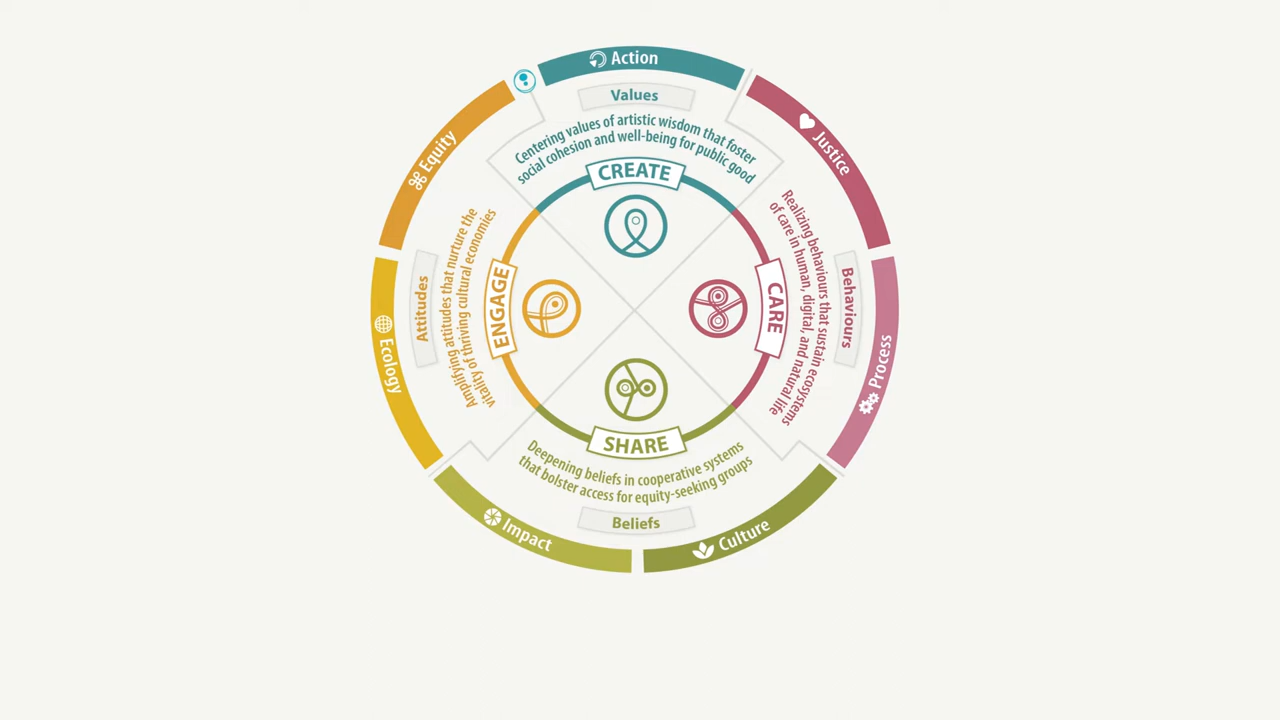 Action
Values
Centering values of artistic wisdom that foster
social cohesion and well-being for public good
CREATE
Justice
Behaviours
Realizing behaviours that sustain ecosystems
of care in human, digital, and natural life
CARE
Process
Culture
SHARE
Deepening beliefs in cooperative systems
that bolster access for equity-seeking groups
Beliefs
Impact
Ecology
Attitudes
Amplifying attitudes that nurture the
vitality of thriving cultural economies
ENGAGE
Equity